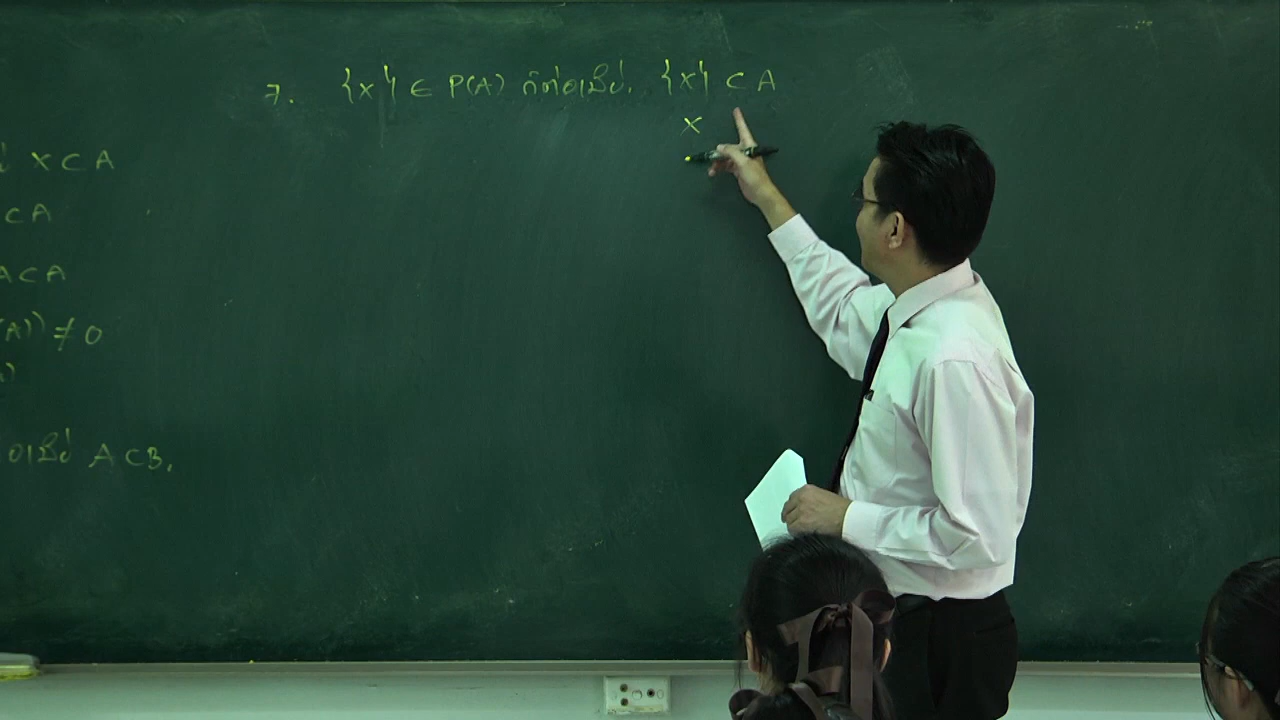 7. {x} ∈ P(A) ก็ต่อเมื่อ {x} ⊂ A
x
x ⊂ A
⊂ A
A ⊂ A
(A)) ≠ 0
)
อเมื่อ A ⊂ B.